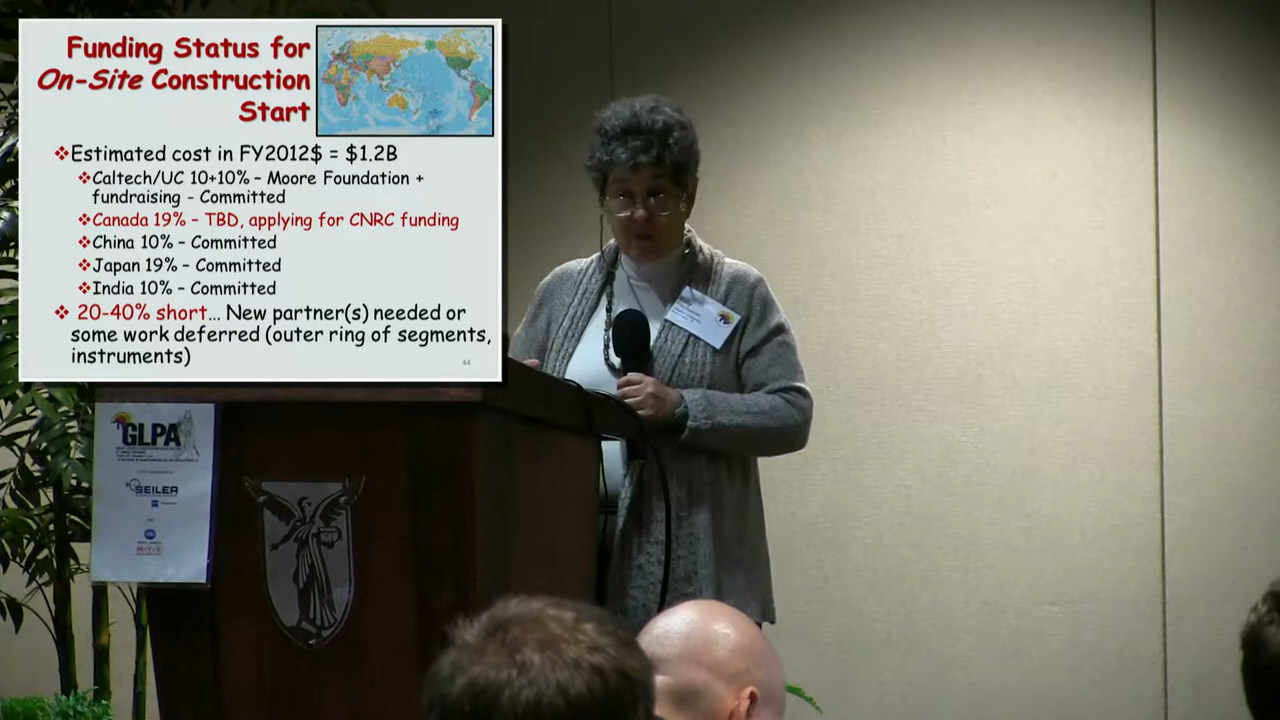 Funding Status for
On-Site Construction
Start
❖Estimated cost in FY2012$ = $1.2B
❖Caltech/UC 10+10% – Moore Foundation +
fundraising - Committed
❖Canada 19% – TBD, applying for CNRC funding
❖China 10% – Committed
❖Japan 19% – Committed
❖India 10% – Committed
❖ 20-40% short… New partner(s) needed or
some work deferred (outer ring of segments,
instruments)
44
GLPA
SEILER